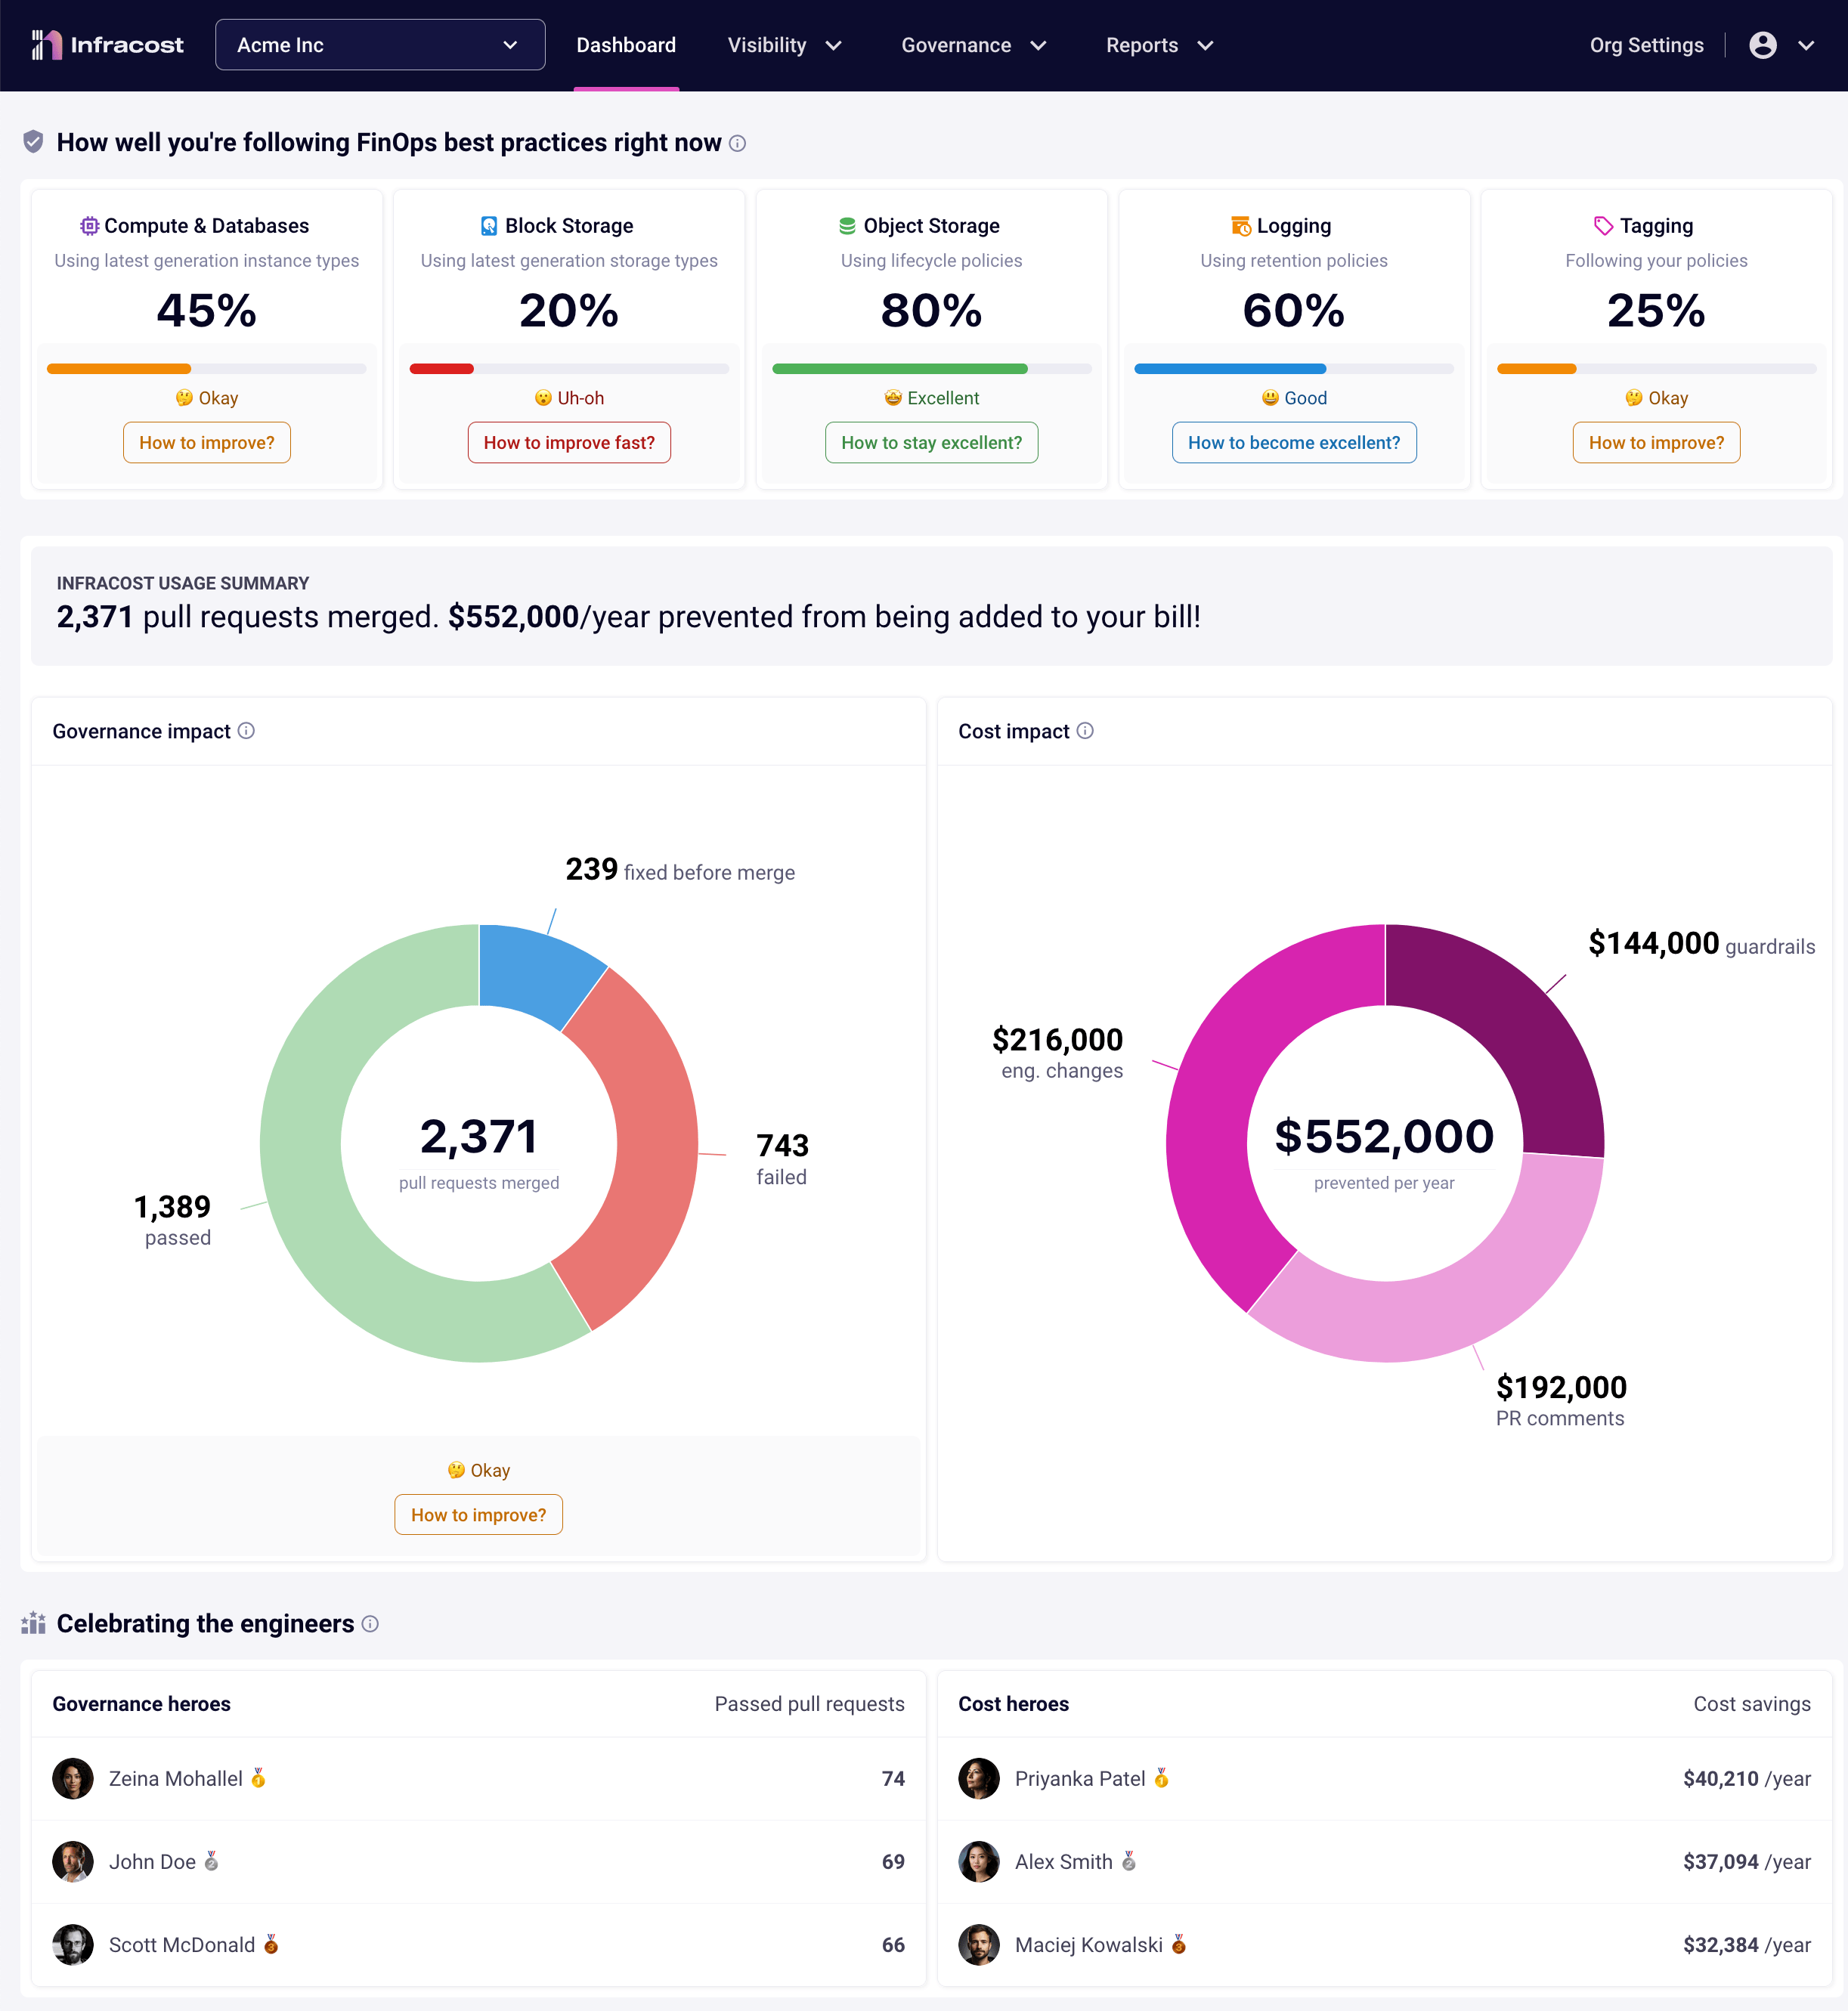 Infracost
Acme Inc
Dashboard
Visibility
Governance
Reports
Org Settings
How well you're following FinOps best practices right now
Compute & Databases
Using latest generation instance types
45%
Okay
How to improve?
Block Storage
Using latest generation storage types
20%
Uh-oh
How to improve fast?
Object Storage
Using lifecycle policies
80%
Excellent
How to stay excellent?
Logging
Using retention policies
60%
Good
How to become excellent?
Tagging
Following your policies
25%
Okay
How to improve?
INFRACOST USAGE SUMMARY
2,371 pull requests merged. $552,000/year prevented from being added to your bill!
Governance impact
239 fixed before merge
743
failed
1,389
passed
2,371
pull requests merged
Okay
How to improve?
Cost impact
$144,000 guardrails
$216,000
eng. changes
$552,000
prevented per year
$192,000
PR comments
Celebrating the engineers
Governance heroes
Passed pull requests
Zeina Mohallel
74
John Doe
69
Scott McDonald
66
Cost heroes
Cost savings
Priyanka Patel
$40,210 /year
Alex Smith
$37,094 /year
Maciej Kowalski
$32,384 /year